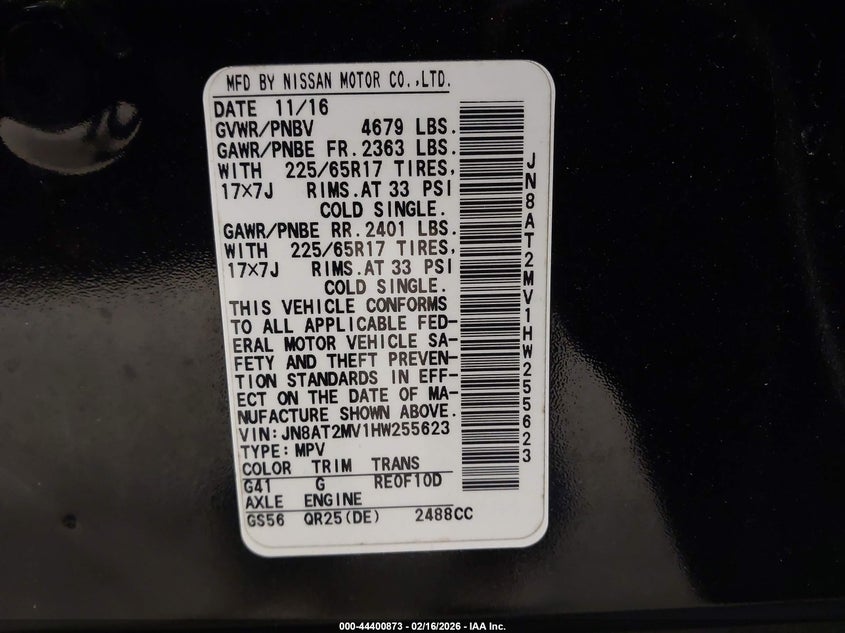 MFD BY NISSAN MOTOR CO.,LTD.
DATE 11/16
GVWR/PNBV 4679 LBS.
GAWR/PNBE FR.2363 LBS.
WITH 225/65R17 TIRES,
17×7J RIMS.AT 33 PSI
COLD SINGLE.
GAWR/PNBE RR.2401 LBS.
WITH 225/65R17 TIRES,
17×7J RIMS.AT 33 PSI
COLD SINGLE.
THIS VEHICLE CONFORMS
TO ALL APPLICABLE FED-
ERAL MOTOR VEHICLE SA-
FETY AND THEFT PREVEN-
TION STANDARDS IN EFF-
ECT ON THE DATE OF MA-
NUFACTURE SHOWN ABOVE.
VIN:JN8AT2MV1HW255623
TYPE:MPV
COLOR TRIM TRANS
G41 G RE0F10D
AXLE ENGINE
GS56 QR25(DE) 2488CC
JN8AT2MV1HW255623
000-44400873 - 02/16/2026 - IAA Inc.